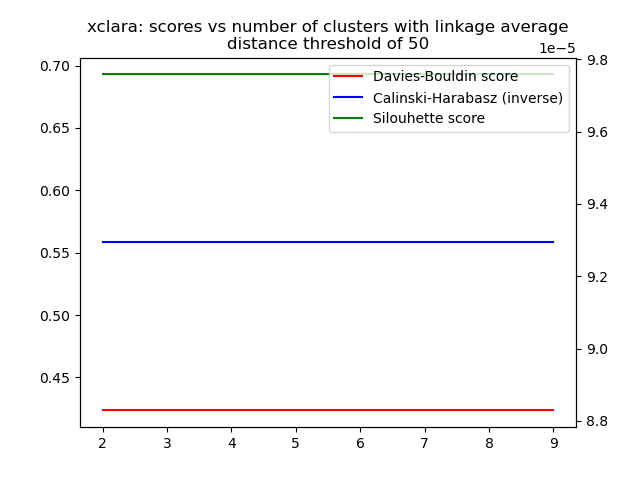 xclara: scores vs number of clusters with linkage average
distance threshold of 50
1e−5
Davies-Bouldin score
Calinski-Harabasz (inverse)
Silouhette score
0.70
0.65
0.60
0.55
0.50
0.45
9.8
9.6
9.4
9.2
9.0
8.8
2 3 4 5 6 7 8 9